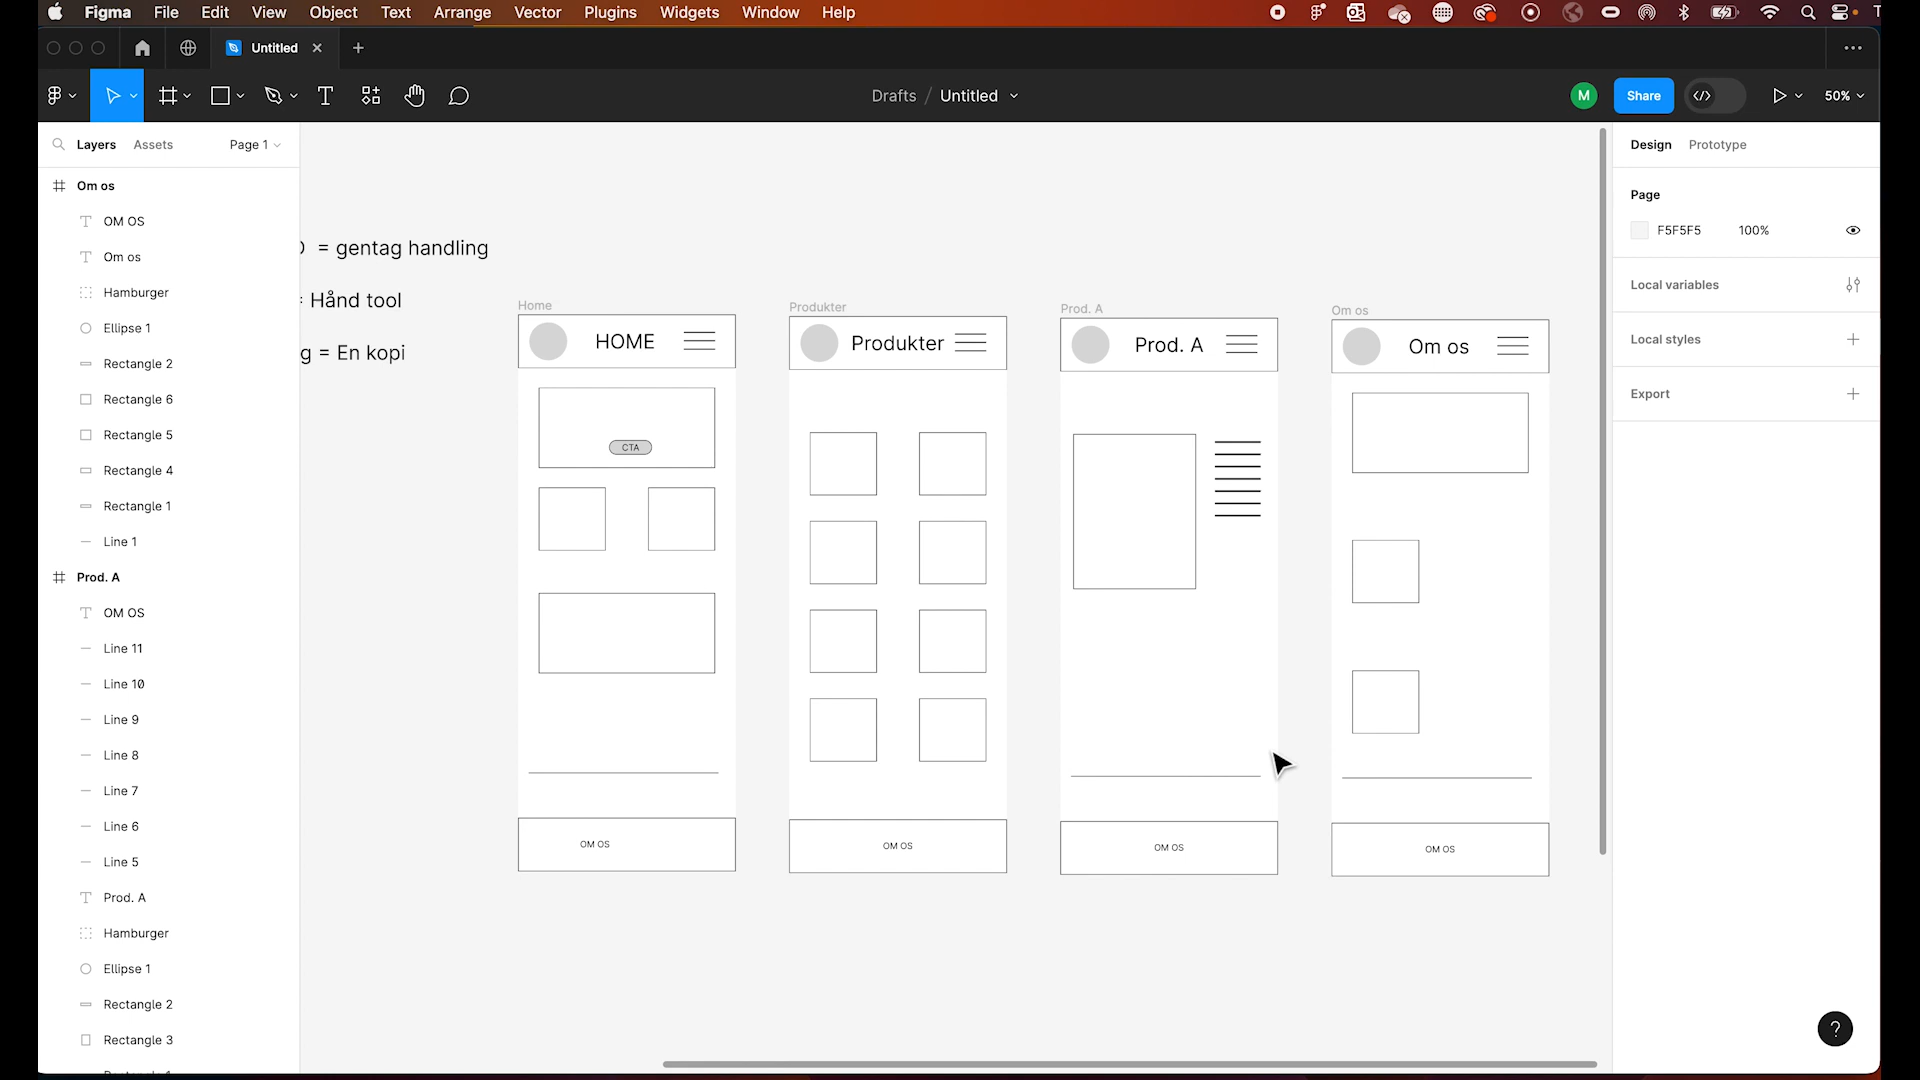 Figma File Edit View Object Text Arrange Vector Plugins Widgets Window Help
Untitled
Drafts / Untitled
M
Share
50%
Layers Assets Page 1
Om os
OM OS
Om os
Hamburger
Ellipse 1
Rectangle 2
Rectangle 6
Rectangle 5
Rectangle 4
Rectangle 1
Line 1
Prod. A
OM OS
Line 11
Line 10
Line 9
Line 8
Line 7
Line 6
Line 5
Prod. A
Hamburger
Ellipse 1
Rectangle 2
Rectangle 3
= gentag handling
= Hånd tool
g = En kopi
Home
HOME
CTA
OM OS
Produkter
Produkter
OM OS
Prod. A
Prod. A
OM OS
Om os
Om os
OM OS
Design Prototype
Page
F5F5F5 100%
Local variables
Local styles
Export
?